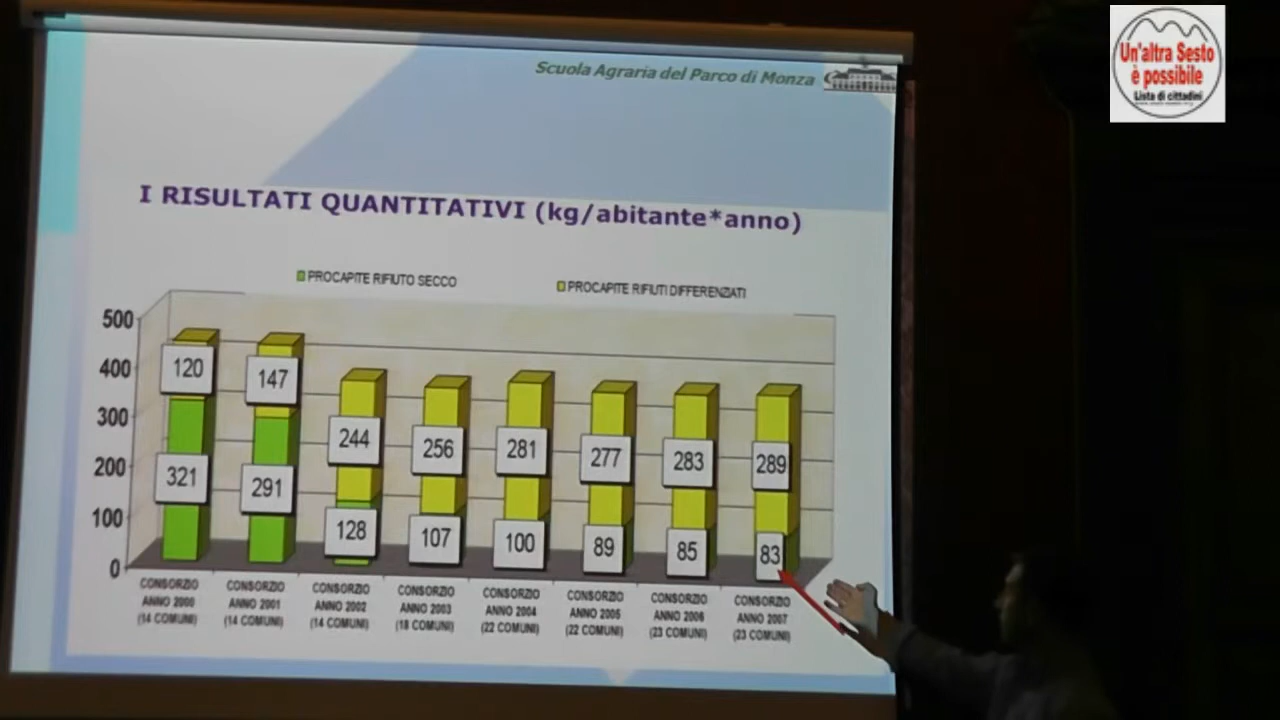 Un'altra Sesto
è possibile
Lista di cittadini
Scuola Agraria del Parco di Monza
I RISULTATI QUANTITATIVI (kg/abitante*anno)
PROCAPITE RIFIUTO SECCO
PROCAPITE RIFIUTI DIFFERENZIATI
500
400
300
200
100
0
120
147
244
256
281
277
283
289
321
291
128
107
100
89
85
83
CONSORZIO
ANNO 2000
(14 COMUNI)
CONSORZIO
ANNO 2001
(14 COMUNI)
CONSORZIO
ANNO 2002
(14 COMUNI)
CONSORZIO
ANNO 2003
(18 COMUNI)
CONSORZIO
ANNO 2004
(22 COMUNI)
CONSORZIO
ANNO 2005
(22 COMUNI)
CONSORZIO
ANNO 2006
(23 COMUNI)
CONSORZIO
ANNO 2007
(23 COMUNI)